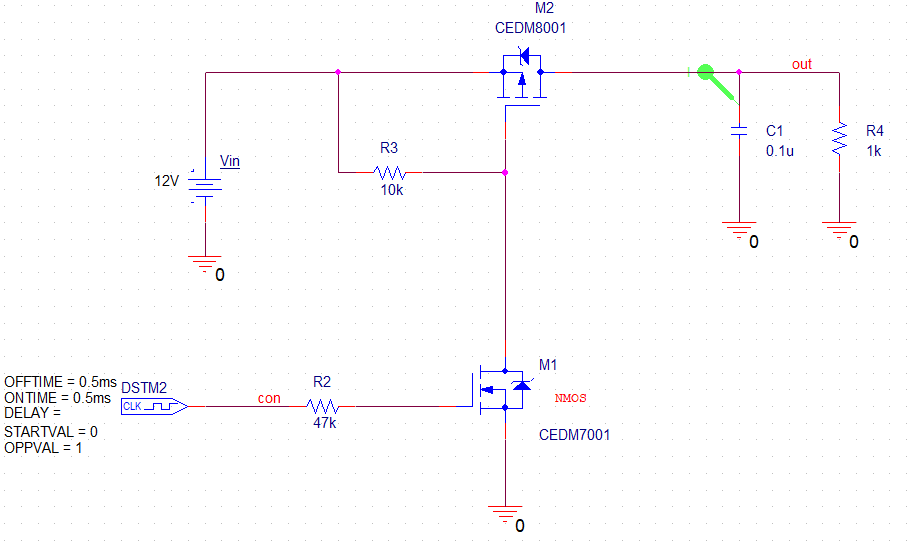 M2
CEDM8001
out
R3
10k
C1
0.1u
R4
1k
Vin
12V
0
0
0
OFFTIME = 0.5ms
ONTIME = 0.5ms
DELAY =
STARTVAL = 0
OPPVAL = 1
DSTM2
CLK
con
R2
47k
M1
NMOS
CEDM7001
0